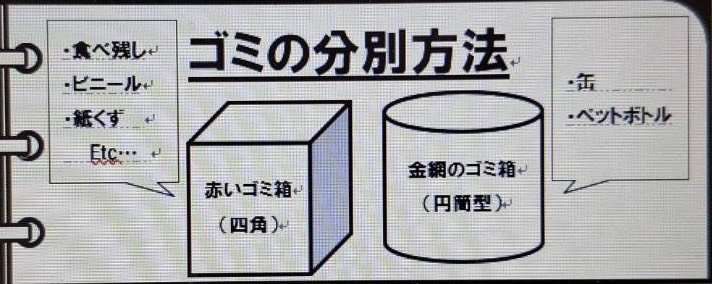 ゴミの分別方法
・食べ残し
・ビニール
・紙くず
Etc…
赤いゴミ箱
（四角）
金網のゴミ箱
（円筒型）
・缶
・ペットボトル